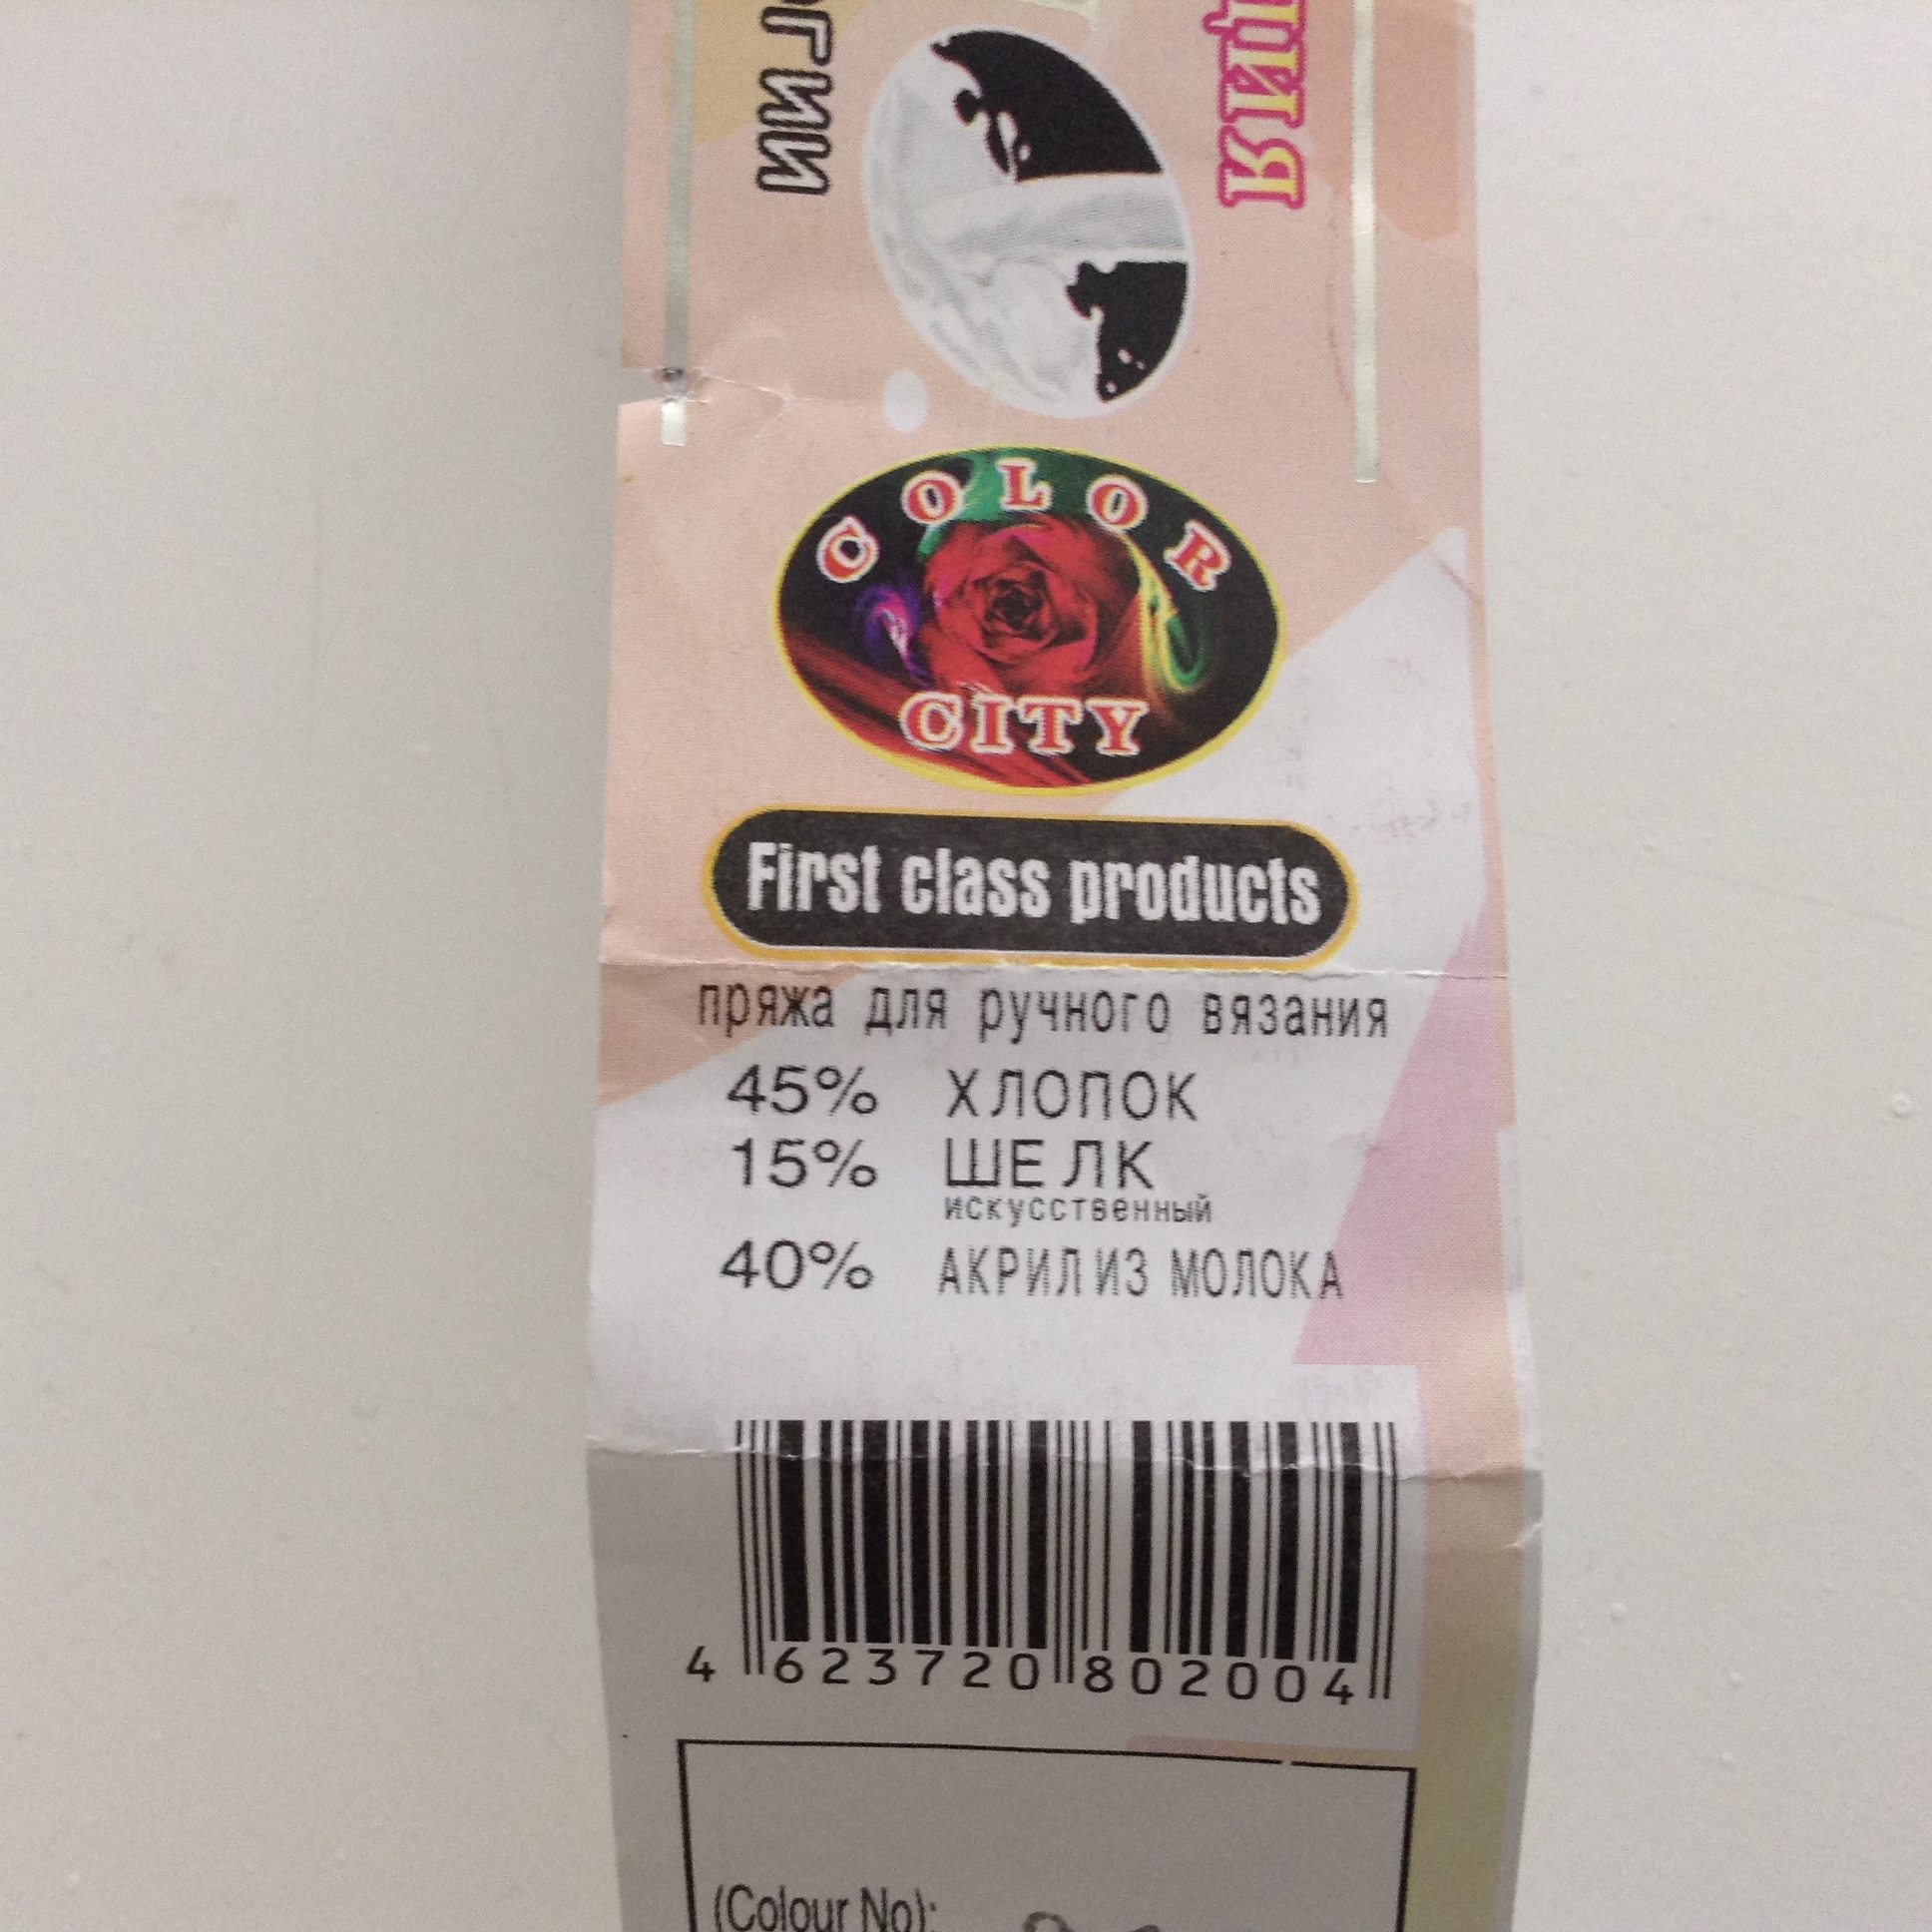 COLOR
CITY
First class products
пряжа для ручного вязания
45% ХЛОПОК
15% ШЕЛК
искусственный
40% АКРИЛ ИЗ МОЛОКА
4 623720 802004
(Colour No):